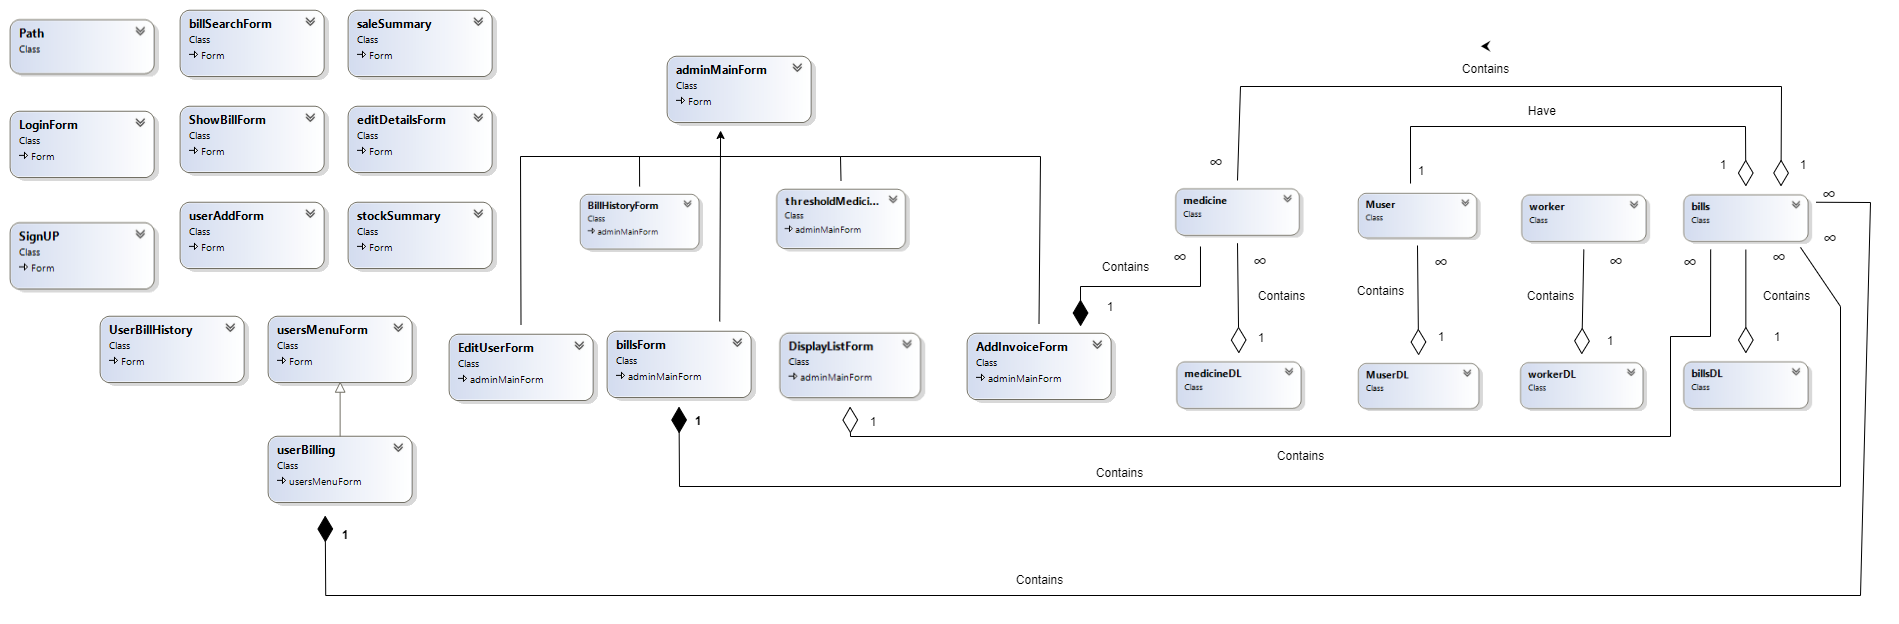 Path
Class
billSearchForm
Class
Form
saleSummary
Class
Form
adminMainForm
Class
Form
Contains
Have
LoginForm
Class
Form
ShowBillForm
Class
Form
editDetailsForm
Class
Form
∞
1
1
1
∞
SignUP
Class
Form
userAddForm
Class
Form
stockSummary
Class
Form
BillHistoryForm
Class
adminMainForm
thresholdMedici...
Class
adminMainForm
medicine
Class
Muser
Class
worker
Class
bills
Class
∞
∞
∞
∞
∞
∞
∞
Contains
1
Contains
Contains
Contains
Contains
UserBillHistory
Class
Form
usersMenuForm
Class
Form
EditUserForm
Class
adminMainForm
billsForm
Class
adminMainForm
DisplayListForm
Class
adminMainForm
AddInvoiceForm
Class
adminMainForm
1
1
1
1
medicineDL
Class
MuserDL
Class
workerDL
Class
billsDL
Class
1
1
userBilling
Class
usersMenuForm
Contains
Contains
1
Contains